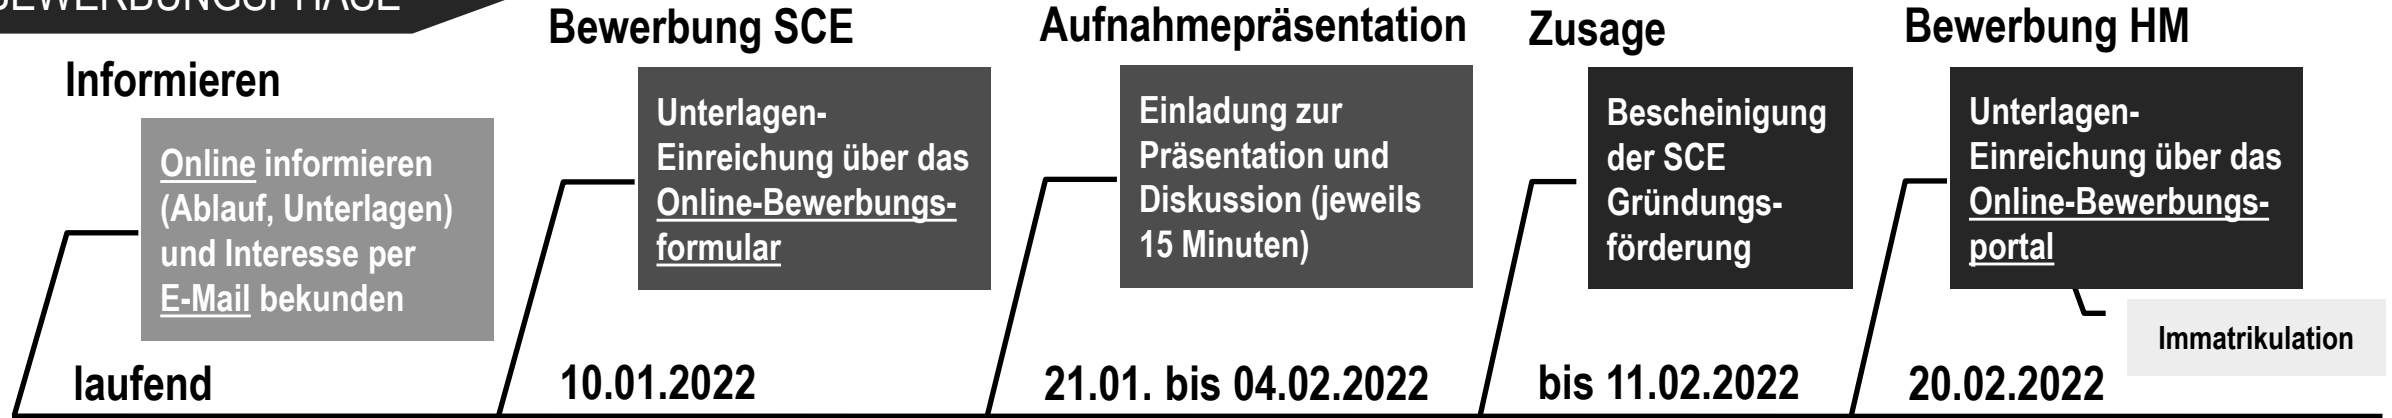 BEWERBUNGSPHASE
Informieren
Online informieren
(Ablauf, Unterlagen)
und Interesse per
E-Mail bekunden
laufend
Bewerbung SCE
Unterlagen-
Einreichung über das
Online-Bewerbungs-
formular
10.01.2022
Aufnahmepräsentation
Einladung zur
Präsentation und
Diskussion (jeweils
15 Minuten)
21.01. bis 04.02.2022
Zusage
Bescheinigung
der SCE
Gründungs-
förderung
bis 11.02.2022
Bewerbung HM
Unterlagen-
Einreichung über das
Online-Bewerbungs-
portal
Immatrikulation
20.02.2022